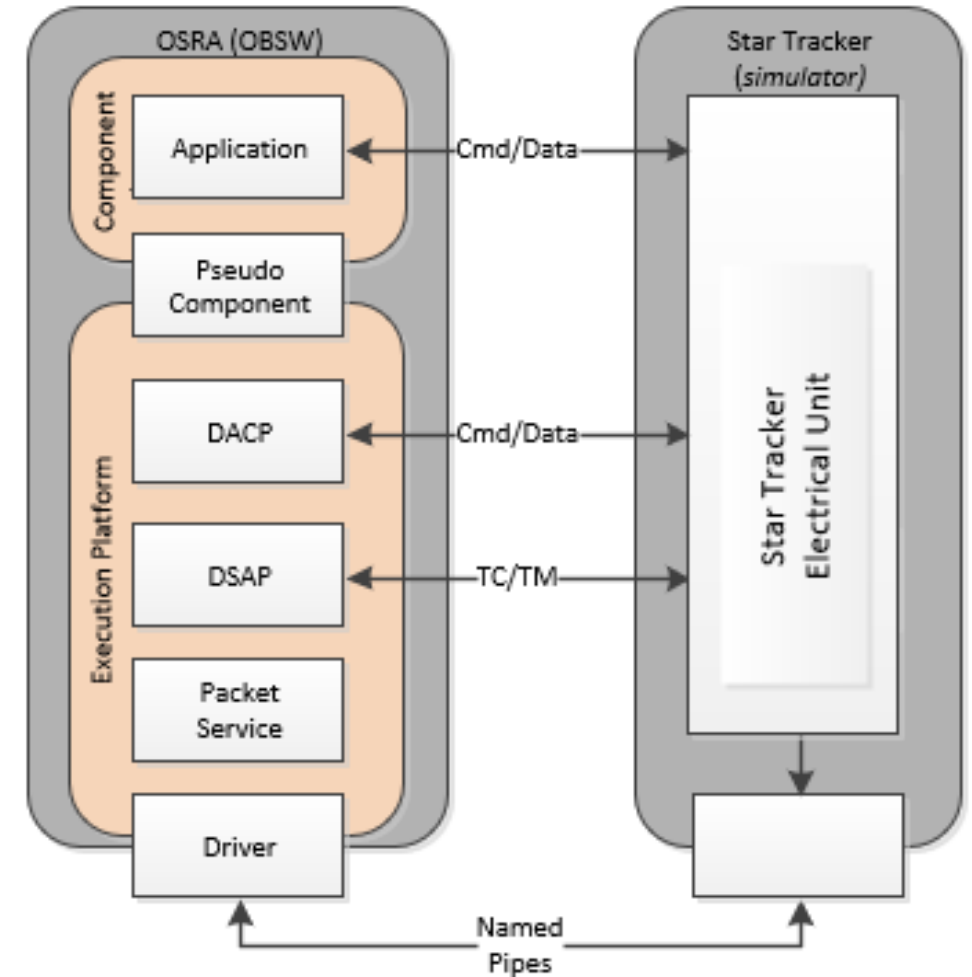 OSRA (OBSW)
Component
Application
Pseudo
Component
Execution Platform
DACP
DSAP
Packet
Service
Driver
Cmd/Data
Cmd/Data
TC/TM
Named
Pipes
Star Tracker
(simulator)
Star Tracker
Electrical Unit